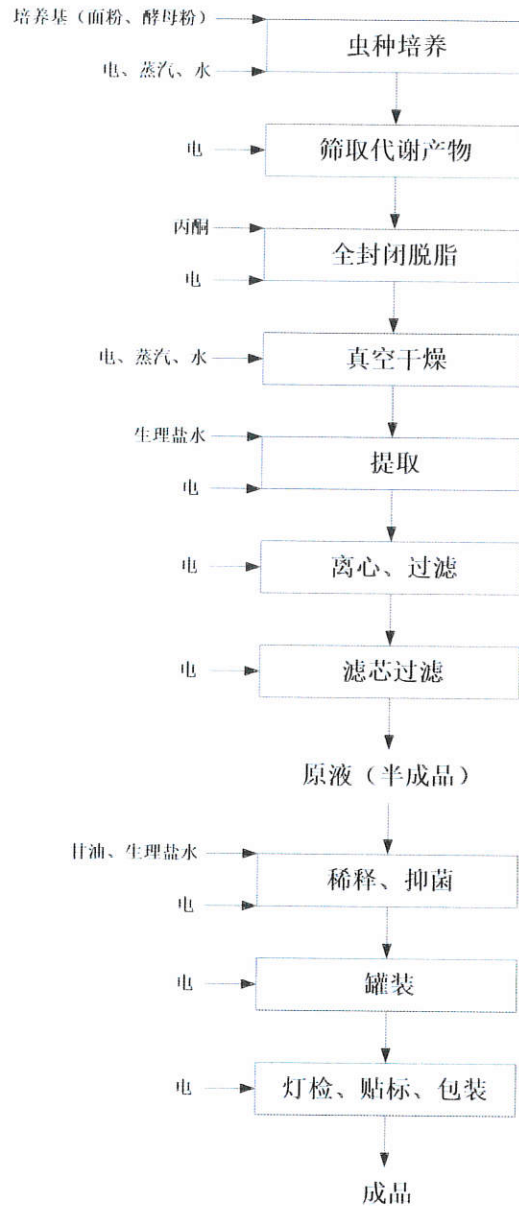 培养基（面粉、酵母粉）
虫种培养
电、蒸汽、水
电
筛取代谢产物
丙酮
全封闭脱脂
电
电、蒸汽、水
真空干燥
生理盐水
提取
电
电
离心、过滤
电
滤芯过滤
原液（半成品）
甘油、生理盐水
稀释、抑菌
电
电
罐装
电
灯检、贴标、包装
成品